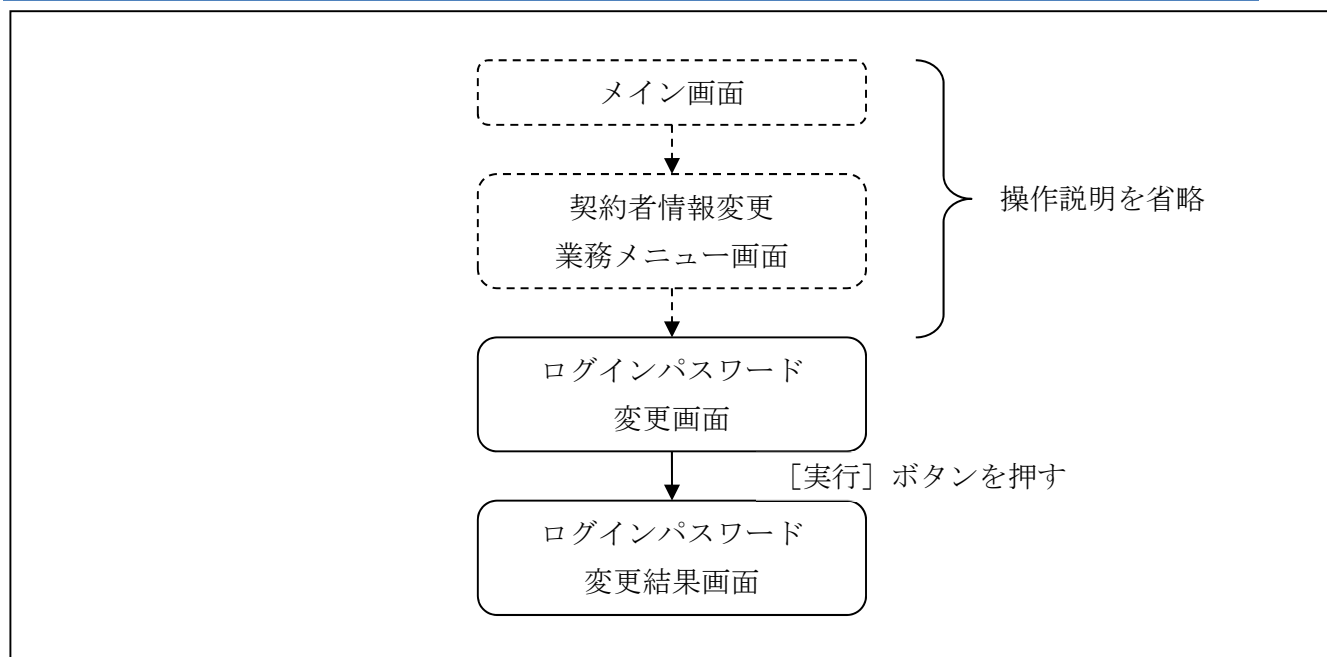 メイン画面
契約者情報変更
業務メニュー画面
操作説明を省略
ログインパスワード
変更画面
［実行］ボタンを押す
ログインパスワード
変更結果画面